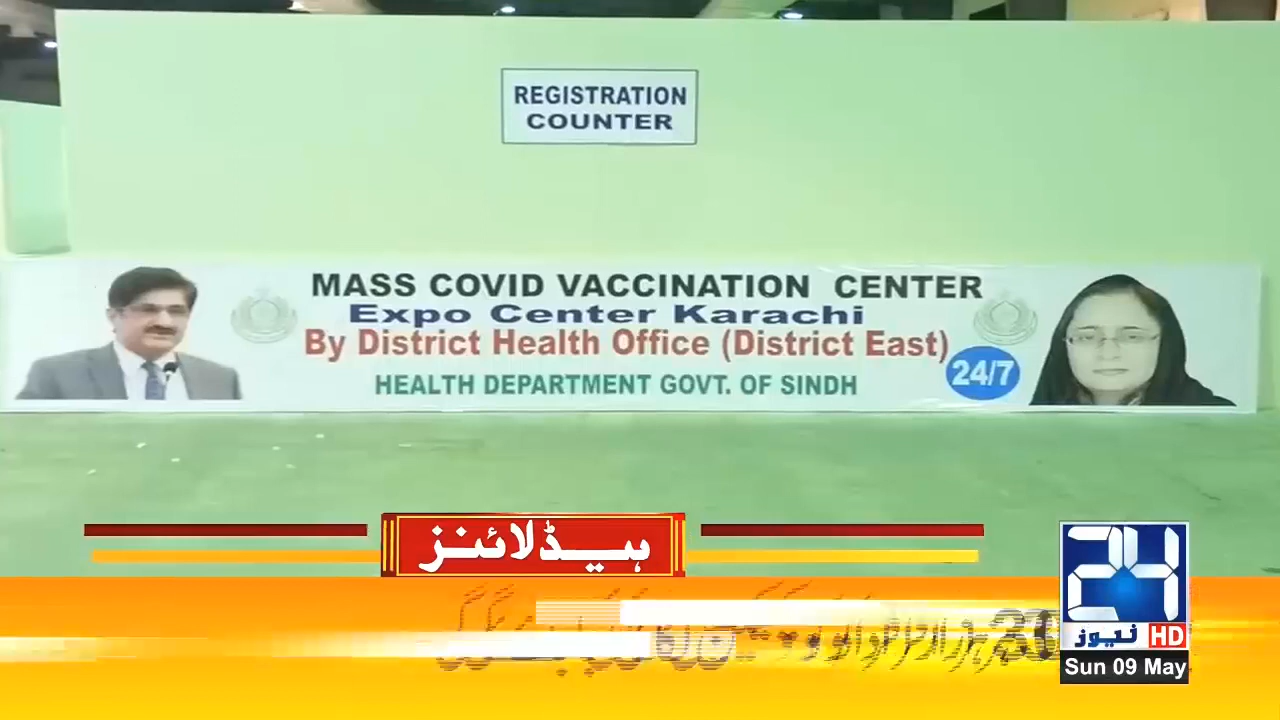 REGISTRATION
COUNTER
MASS COVID VACCINATION CENTER
Expo Center Karachi
By District Health Office (District East)
24/7
HEALTH DEPARTMENT GOVT. OF SINDH
ہیڈلائنز
24
نیوز HD
Sun 09 May